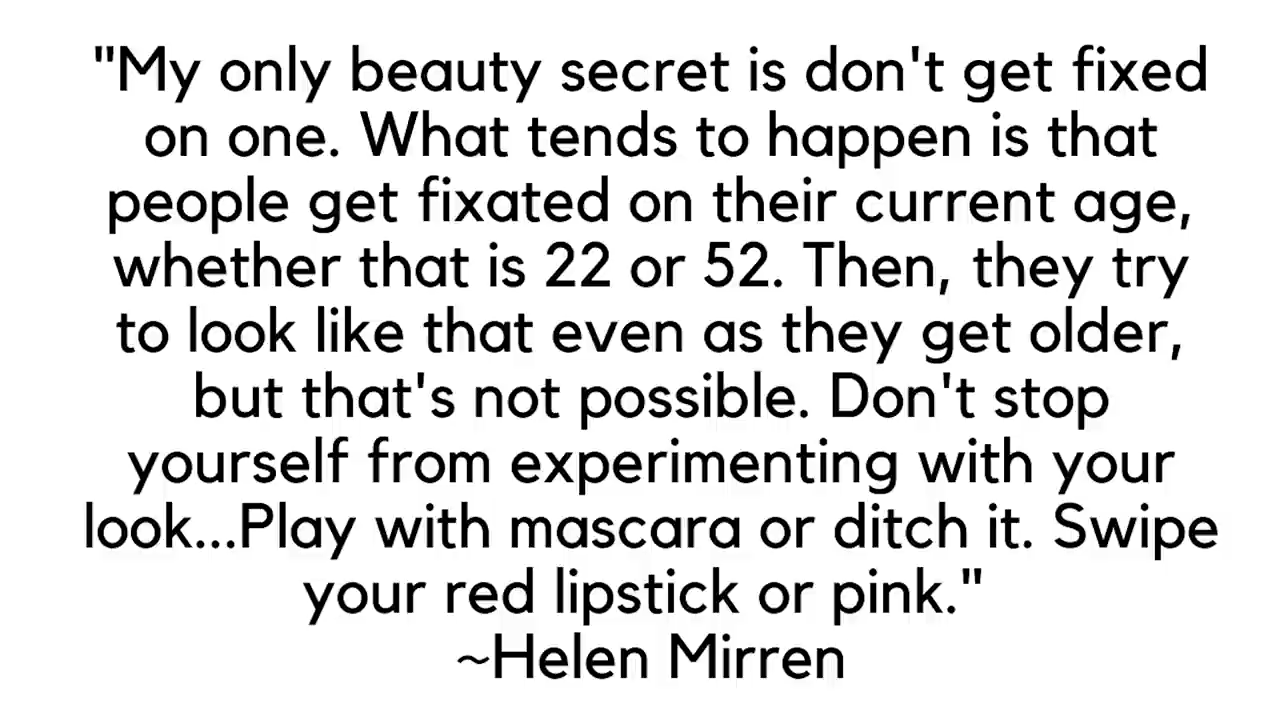 "My only beauty secret is don't get fixed
on one. What tends to happen is that
people get fixated on their current age,
whether that is 22 or 52. Then, they try
to look like that even as they get older,
but that's not possible. Don't stop
yourself from experimenting with your
look...Play with mascara or ditch it. Swipe
your red lipstick or pink."
~Helen Mirren